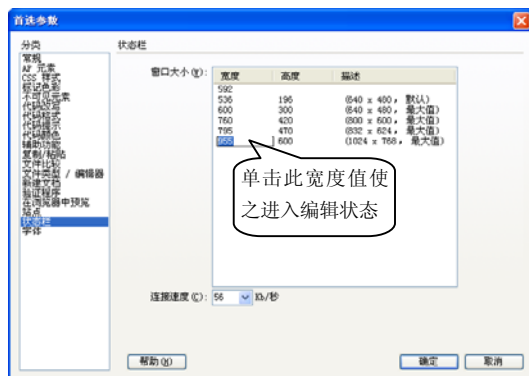 首选参数
分类
状态栏
常规
AP 元素
CSS 样式
标记色彩
不可见元素
代码改写
代码格式
代码提示
代码颜色
辅助功能
复制/粘贴
文件比较
文件类型 / 编辑器
新建文档
验证程序
在浏览器中预览
站点
状态栏
字体
窗口大小(W):
宽度 高度 描述
592
536 196 (640 x 480, 默认)
600 300 (640 x 480, 最大值)
760 420 (800 x 600, 最大值)
795 470 (832 x 624, 最大值)
955 600 (1024 x 768, 最大值)
单击此宽度值使
之进入编辑状态
连接速度(C): 56 Kb/秒
帮助(H) 确定 取消